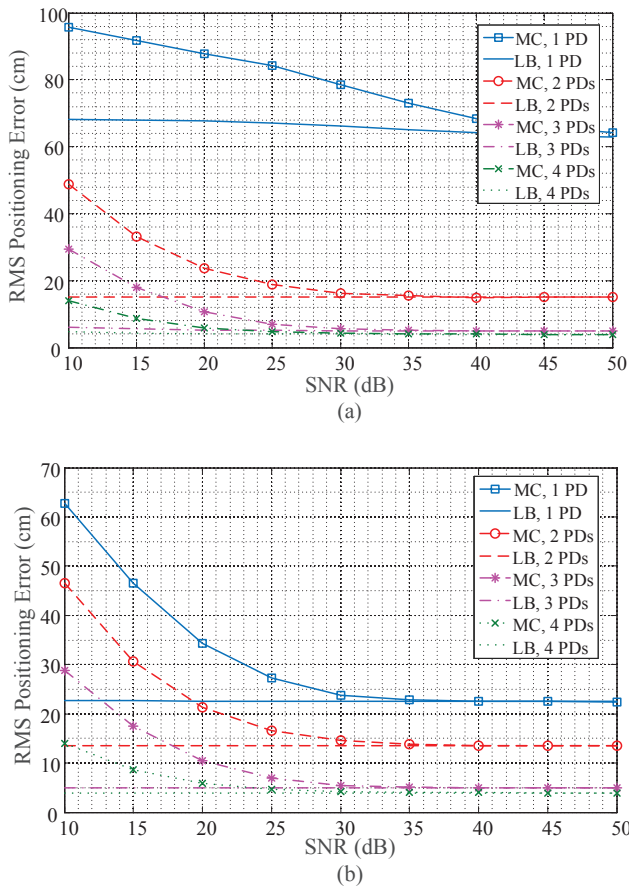 100
80
60
40
20
0
RMS Positioning Error (cm)
MC, 1 PD
LB, 1 PD
MC, 2 PDs
LB, 2 PDs
MC, 3 PDs
LB, 3 PDs
MC, 4 PDs
LB, 4 PDs
10 15 20 25 30 35 40 45 50
SNR (dB)
(a)
70
60
50
40
30
20
10
0
RMS Positioning Error (cm)
MC, 1 PD
LB, 1 PD
MC, 2 PDs
LB, 2 PDs
MC, 3 PDs
LB, 3 PDs
MC, 4 PDs
LB, 4 PDs
10 15 20 25 30 35 40 45 50
SNR (dB)
(b)